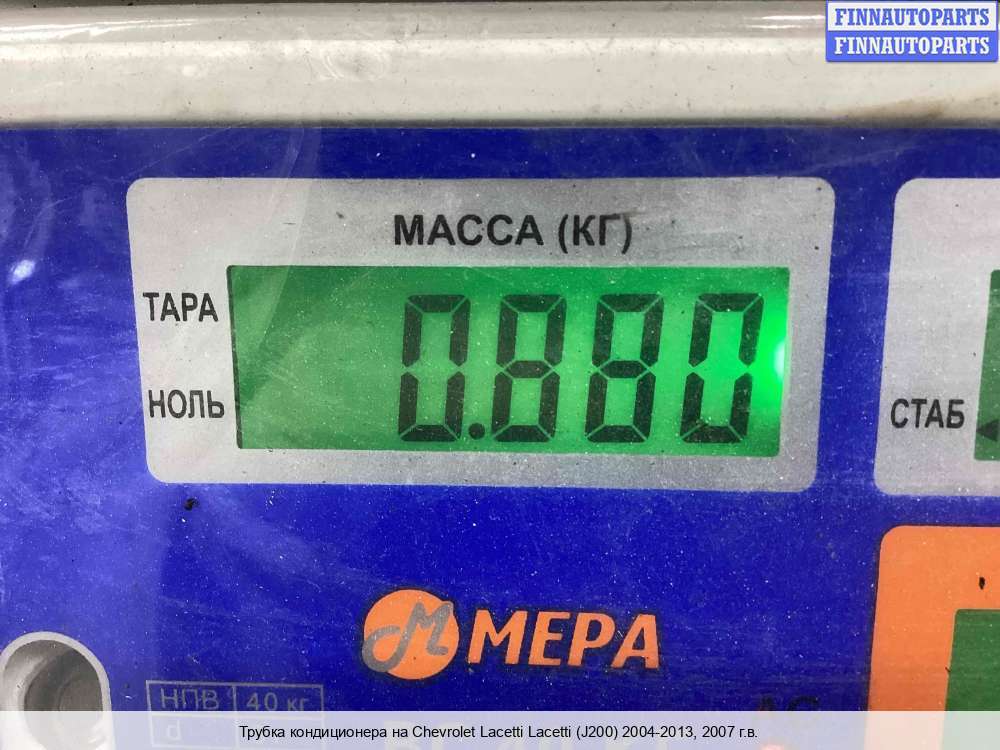 FINNAUTOPARTS
FINNAUTOPARTS
МАССА (КГ)
ТАРА
0.880
НОЛЬ
СТАБ
МЕРА
НПВ 40 кг
d
Трубка кондиционера на Chevrolet Lacetti Lacetti (J200) 2004-2013, 2007 г.в.